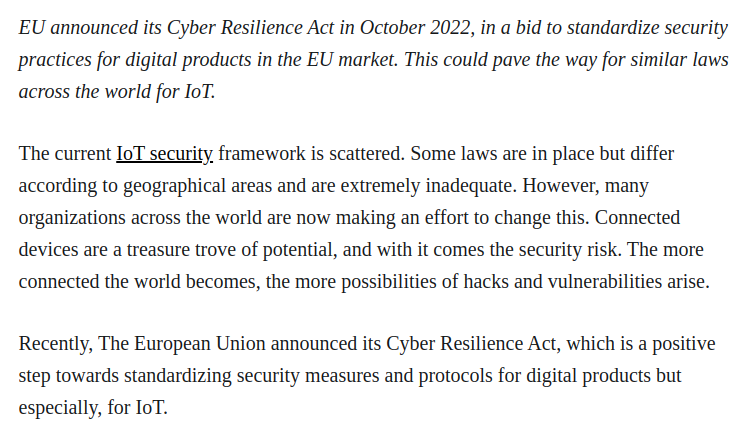 EU announced its Cyber Resilience Act in October 2022, in a bid to standardize security
practices for digital products in the EU market. This could pave the way for similar laws
across the world for IoT.
The current IoT security framework is scattered. Some laws are in place but differ
according to geographical areas and are extremely inadequate. However, many
organizations across the world are now making an effort to change this. Connected
devices are a treasure trove of potential, and with it comes the security risk. The more
connected the world becomes, the more possibilities of hacks and vulnerabilities arise.
Recently, The European Union announced its Cyber Resilience Act, which is a positive
step towards standardizing security measures and protocols for digital products but
especially, for IoT.